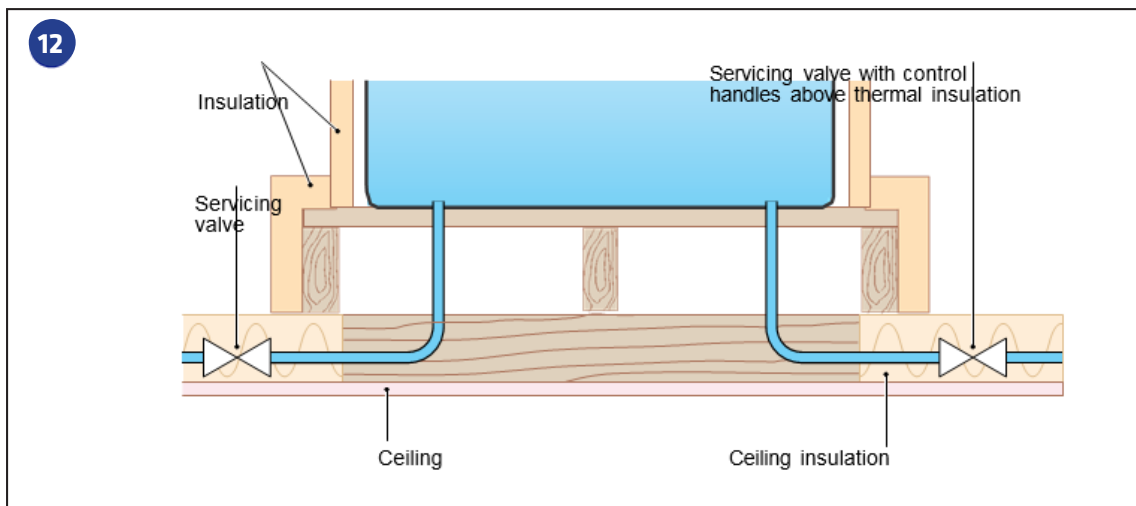 12
Insulation
Servicing valve with control
handles above thermal insulation
Servicing
valve
Ceiling
Ceiling insulation